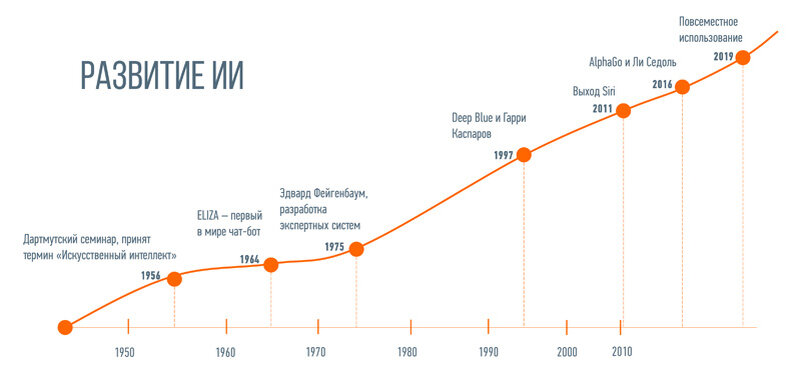 РАЗВИТИЕ ИИ
Дартмутский семинар, принят
термин «Искусственный интеллект»
1956
ELIZA – первый
в мире чат-бот
1964
Эдвард Фейгенбаум,
разработка
экспертных систем
1975
Deep Blue и Гарри
Каспаров
1997
Выход Siri
2011
AlphaGo и Ли Седоль
2016
Повсеместное
использование
2019
1950
1960
1970
1980
1990
2000
2010